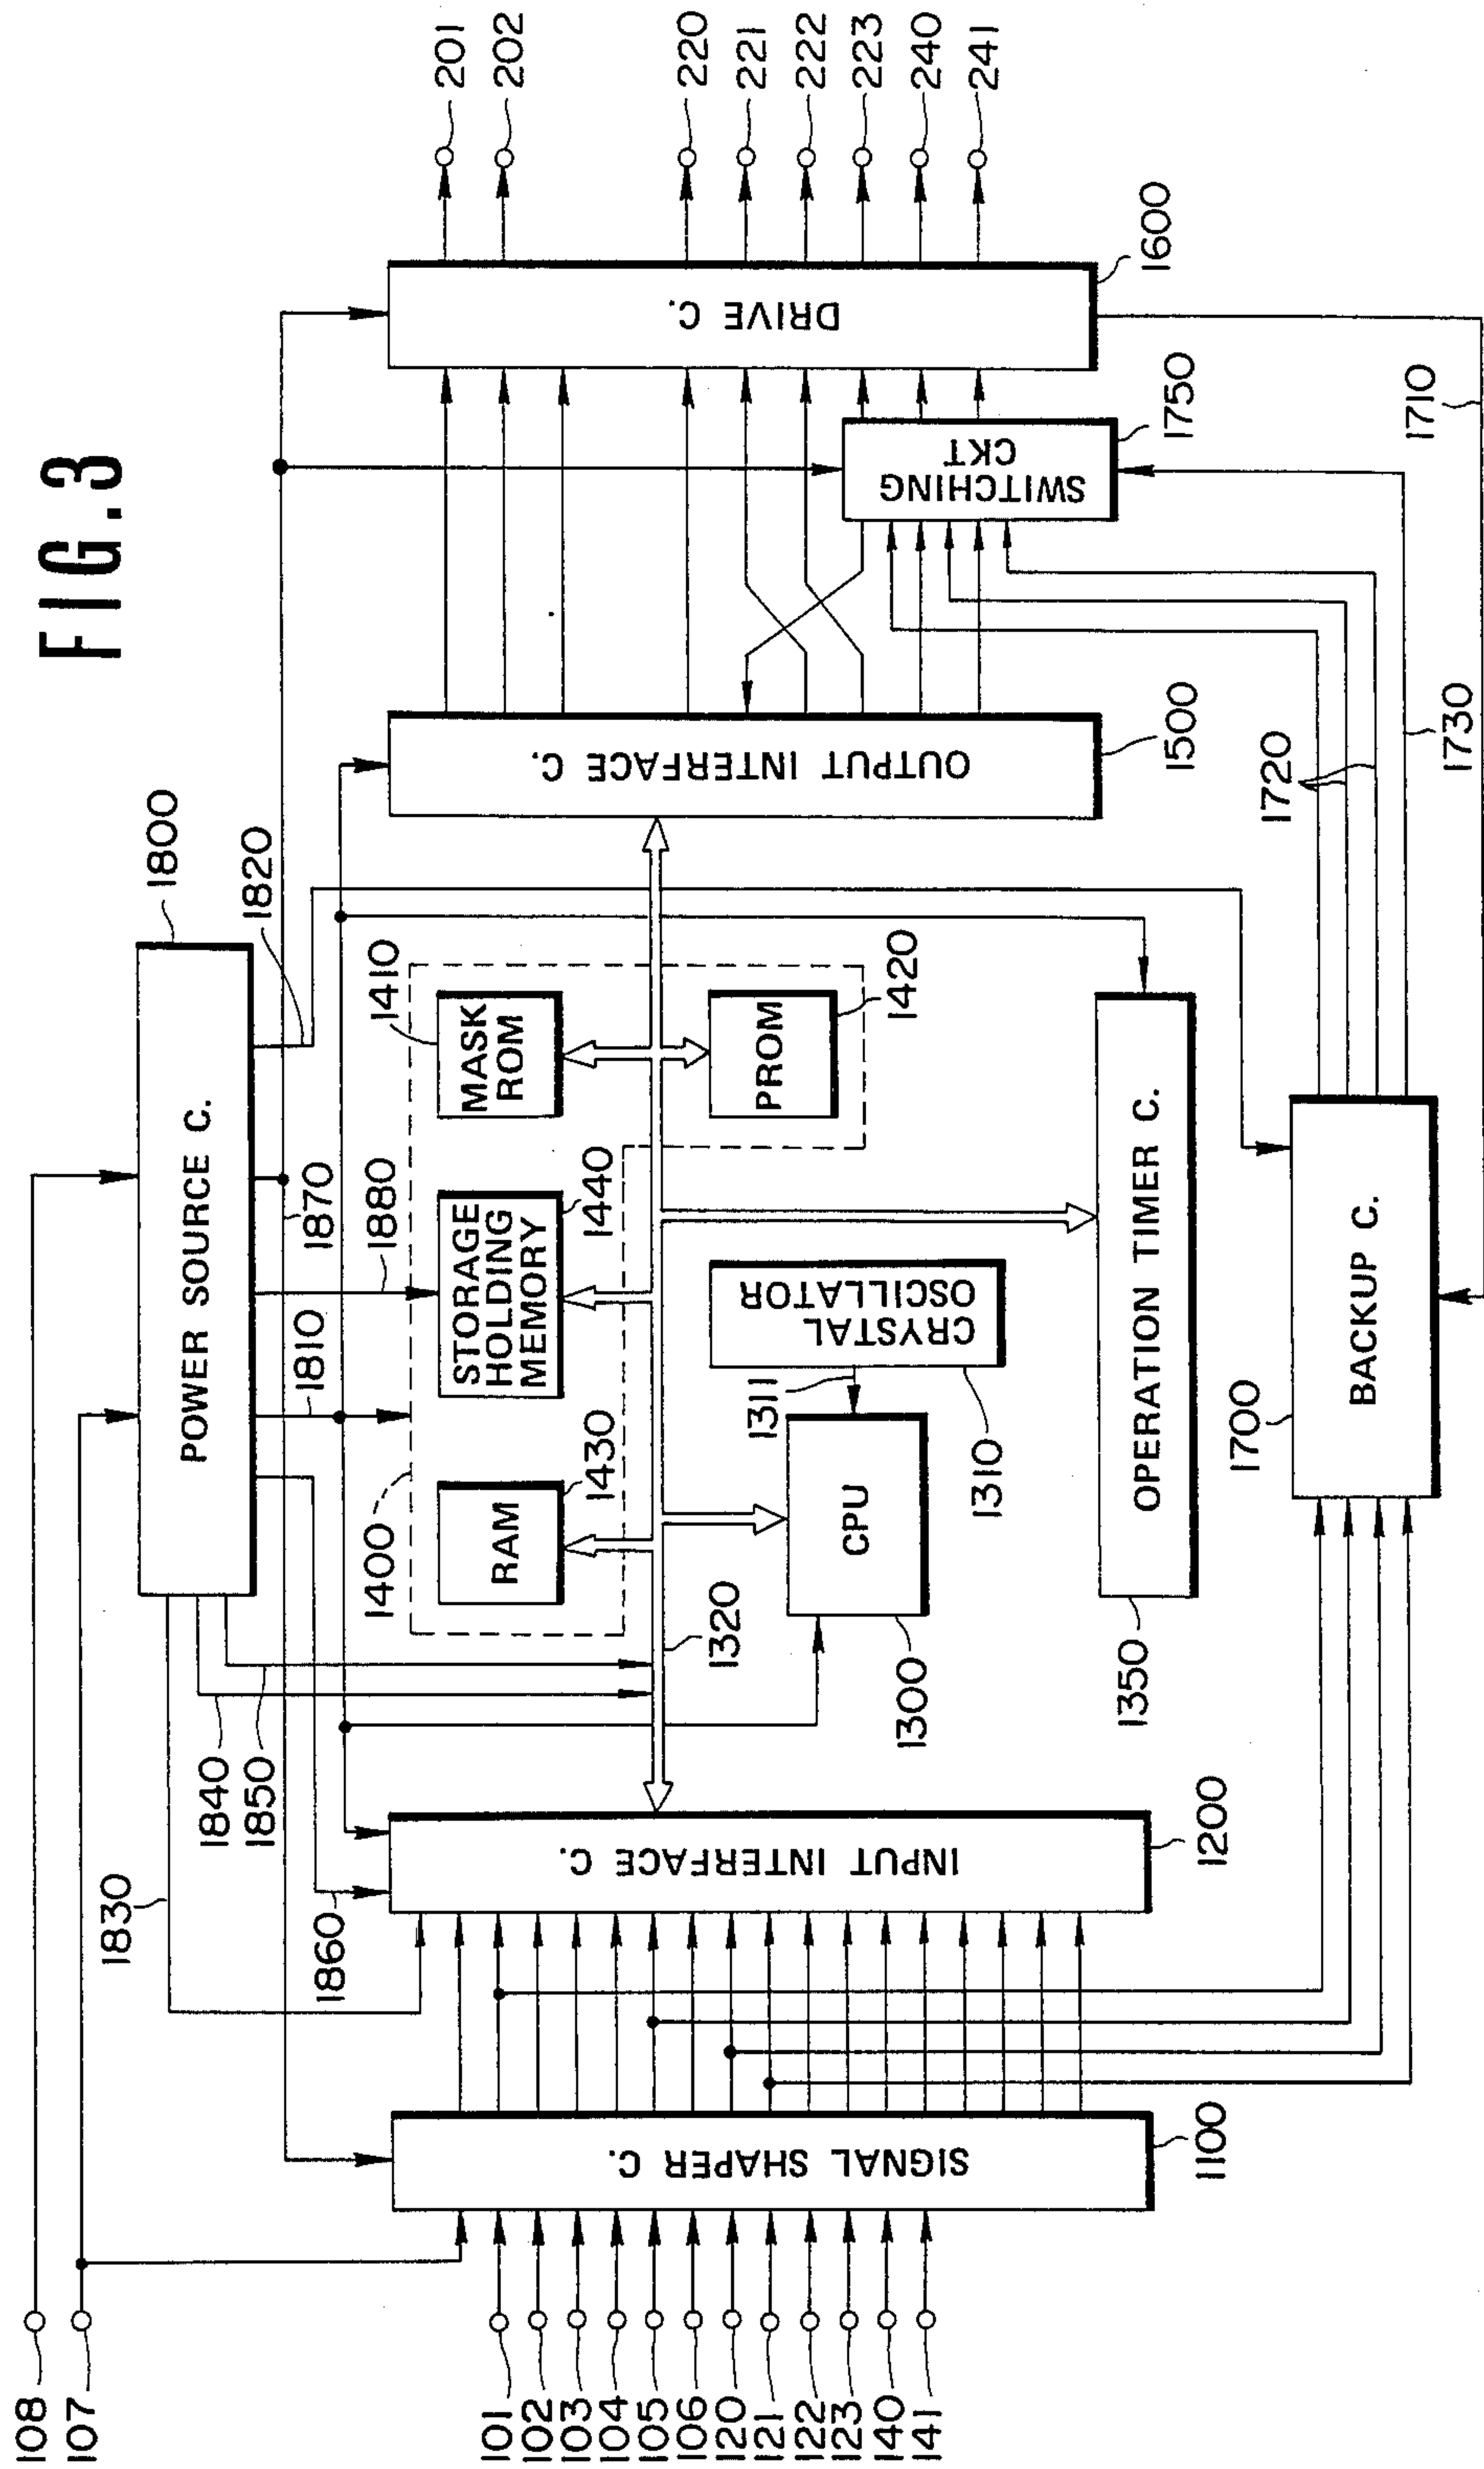 FIG.3
108
107
101
102
103
104
105
106
120
121
122
123
140
141
SIGNAL SHAPER C.
1100
1830
1840
1850
1860
INPUT INTERFACE C.
1200
POWER SOURCE C.
1800
1810
1880
1870
1820
1400
RAM
1430
STORAGE
HOLDING
MEMORY
1440
MASK
ROM
1410
PROM
1420
1320
CPU
1300
1311
CRYSTAL
OSCILLATOR
1310
OPERATION TIMER C.
1350
BACKUP C.
1700
OUTPUT INTERFACE C.
1500
1720
1730
1710
SWITCHING
CKT
1750
DRIVE C.
1600
201
202
220
221
222
223
240
241